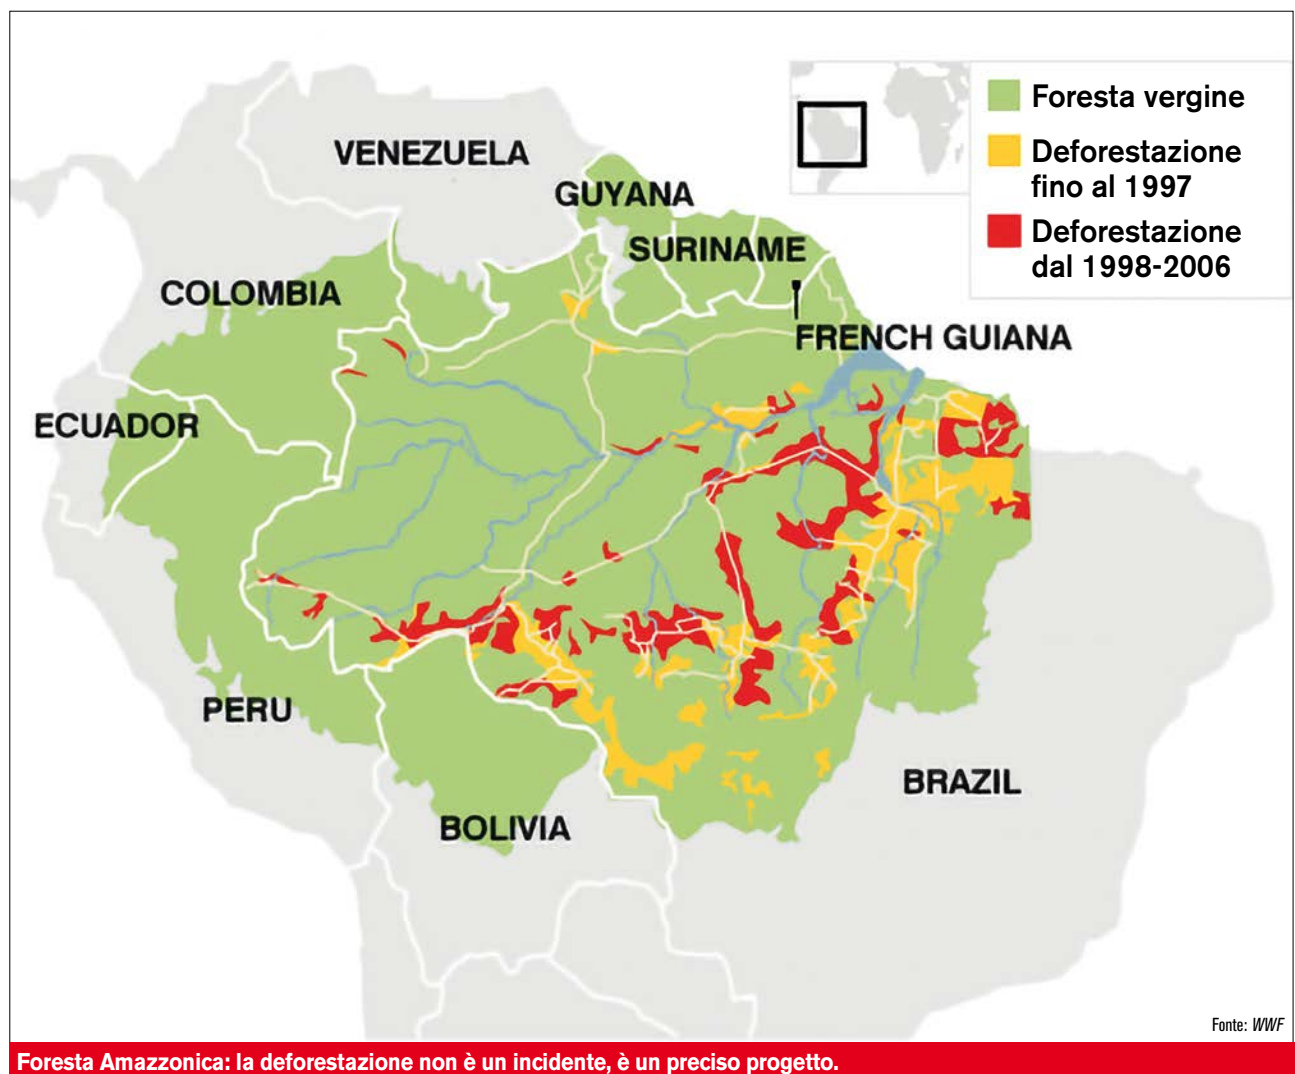 VENEZUELA
GUYANA
SURINAME
COLOMBIA
FRENCH GUIANA
ECUADOR
PERU
BRAZIL
BOLIVIA
Foresta vergine
Deforestazione
fino al 1997
Deforestazione
dal 1998-2006
Fonte: WWF
Foresta Amazzonica: la deforestazione non è un incidente, è un preciso progetto.